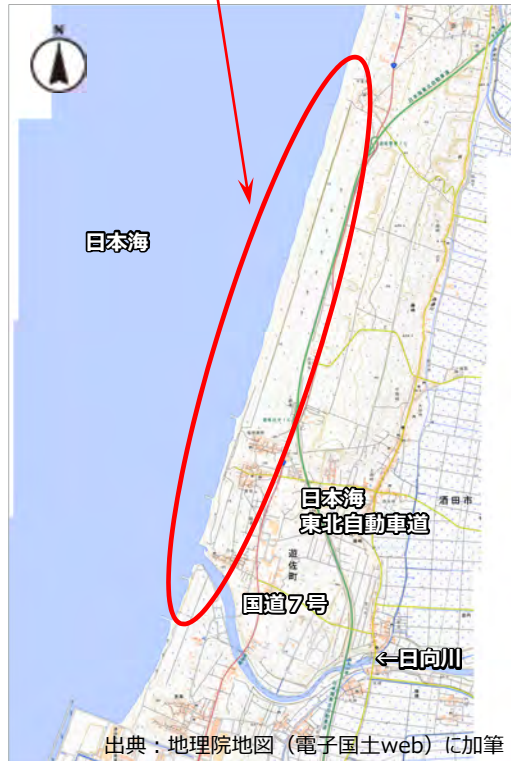 N
日本海
日本海
東北自動車道
酒田市
遊佐町
国道７号
←日向川
出典：地理院地図（電子国土web）に加筆